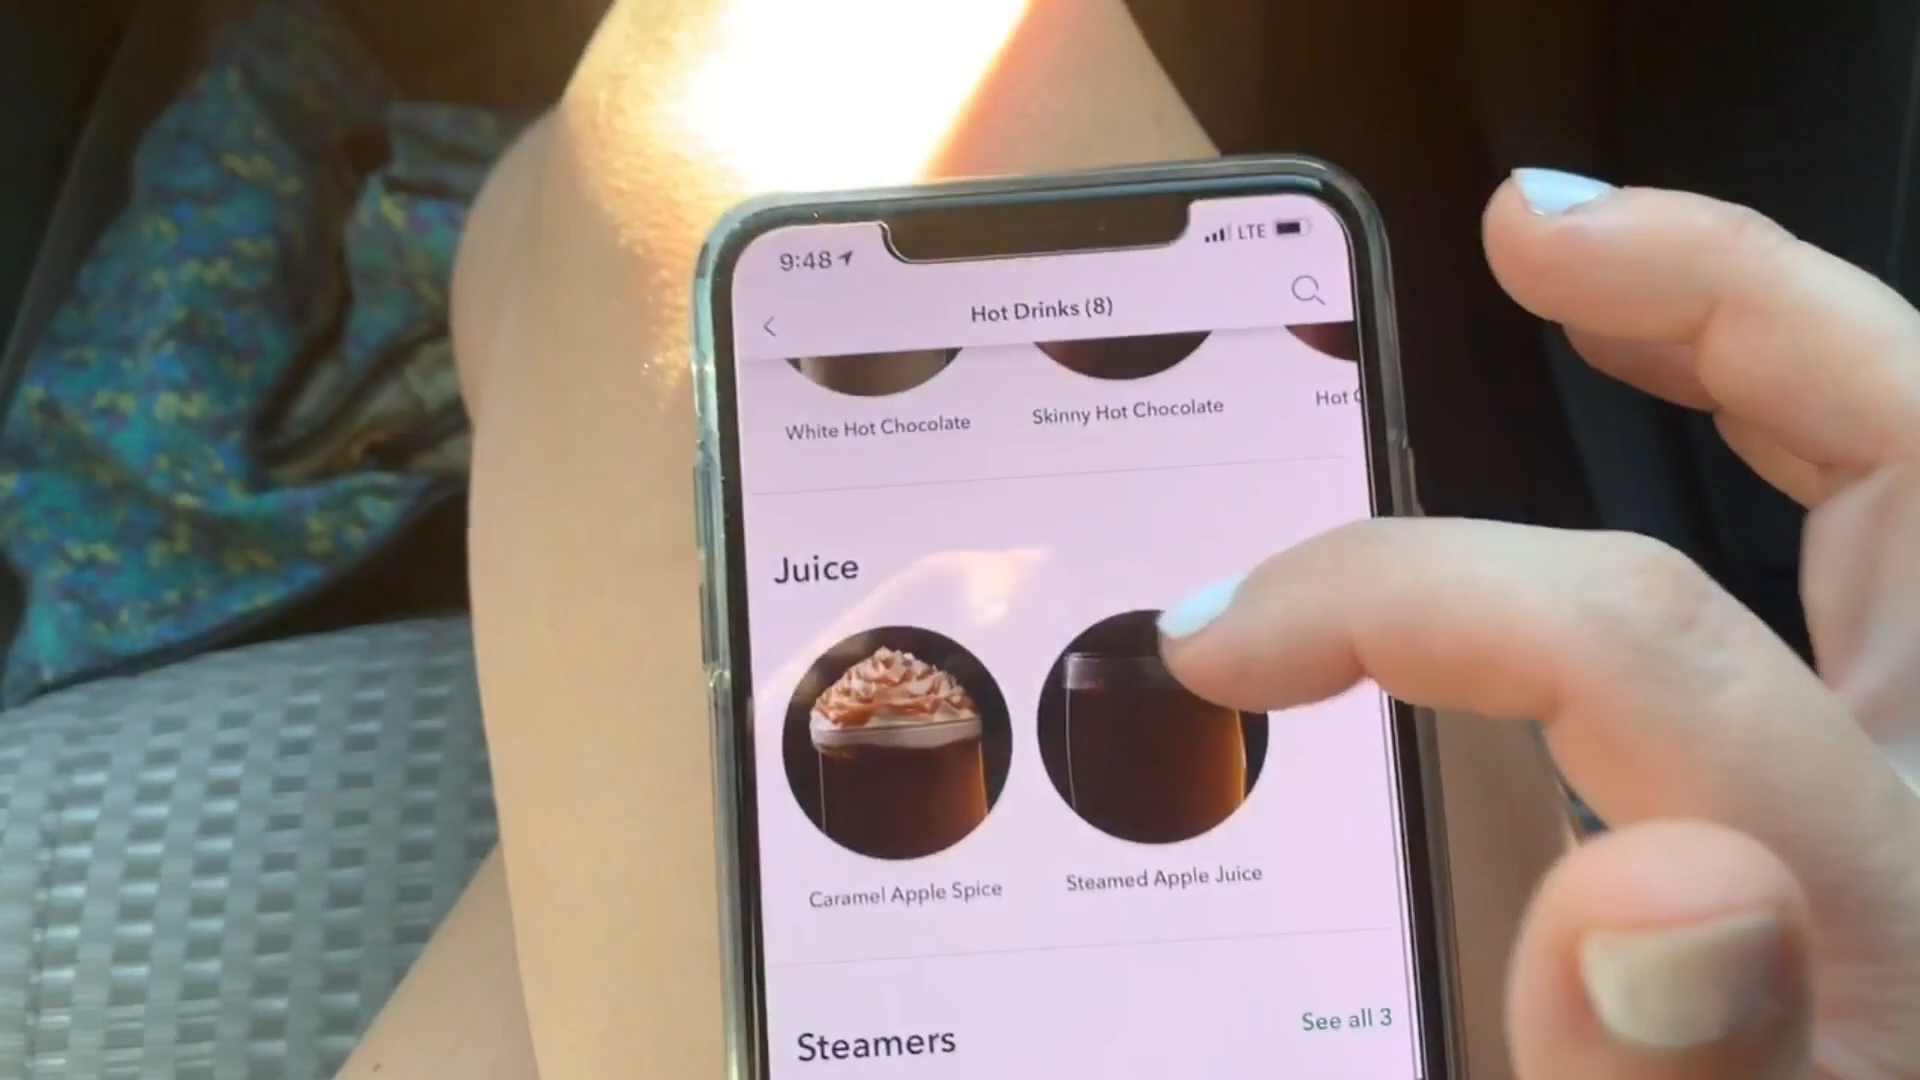 9:48
LTE
Hot Drinks (8)
White Hot Chocolate
Skinny Hot Chocolate
Hot
Juice
Caramel Apple Spice
Steamed Apple Juice
Steamers
See all 3